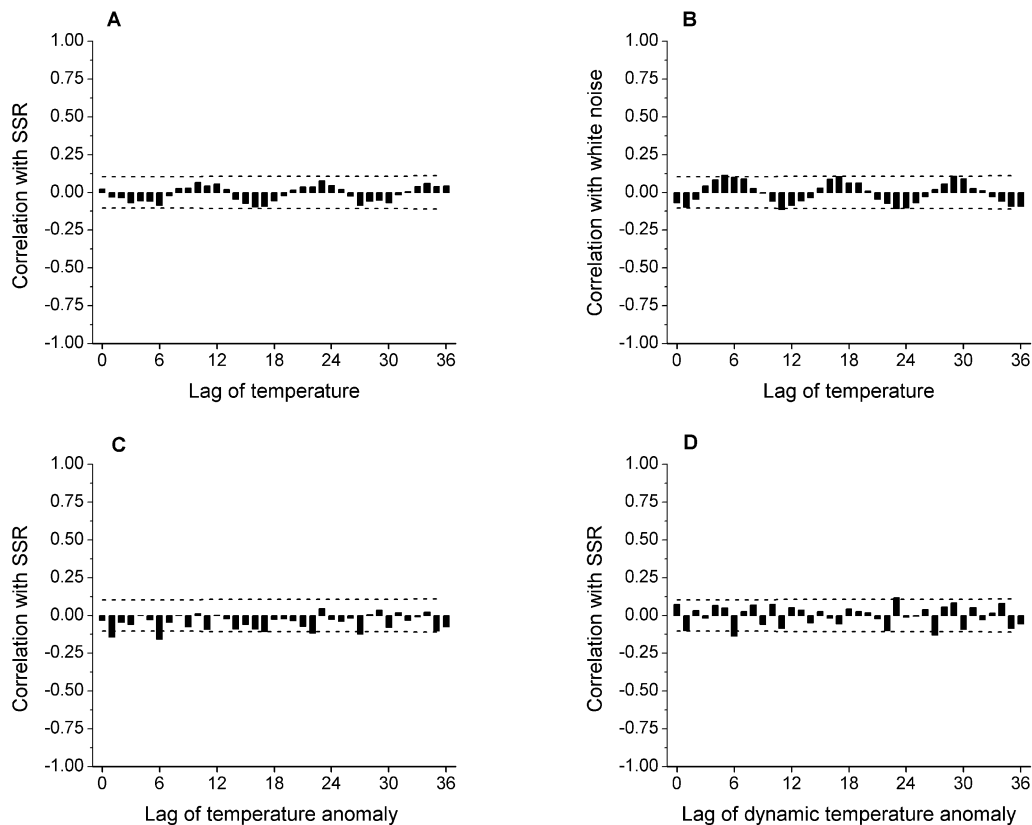 A
1.00
0.75
0.50
0.25
0.00
-0.25
-0.50
-0.75
-1.00
Correlation with SSR
0 6 12 18 24 30 36
Lag of temperature
B
1.00
0.75
0.50
0.25
0.00
-0.25
-0.50
-0.75
-1.00
Correlation with white noise
0 6 12 18 24 30 36
Lag of temperature
C
1.00
0.75
0.50
0.25
0.00
-0.25
-0.50
-0.75
-1.00
Correlation with SSR
0 6 12 18 24 30 36
Lag of temperature anomaly
D
1.00
0.75
0.50
0.25
0.00
-0.25
-0.50
-0.75
-1.00
Correlation with SSR
0 6 12 18 24 30 36
Lag of dynamic temperature anomaly